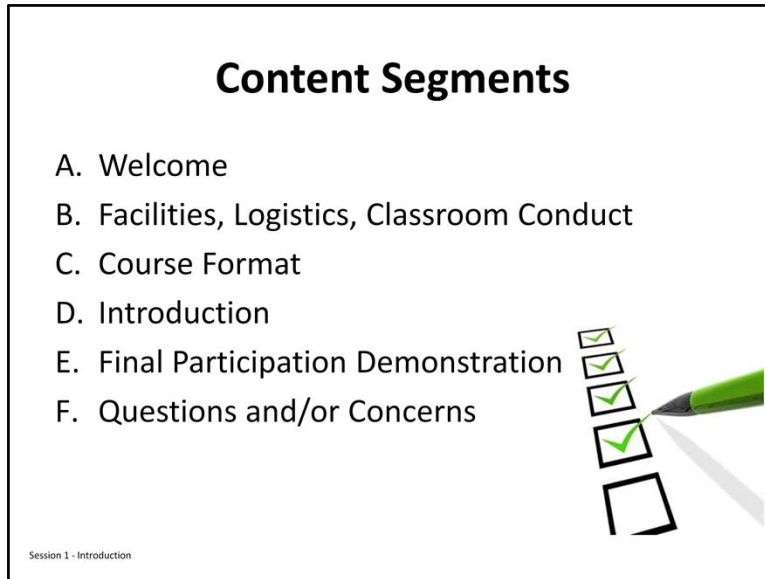 Content Segments
A. Welcome
B. Facilities, Logistics, Classroom Conduct
C. Course Format
D. Introduction
E. Final Participation Demonstration
F. Questions and/or Concerns
Session 1 - Introduction